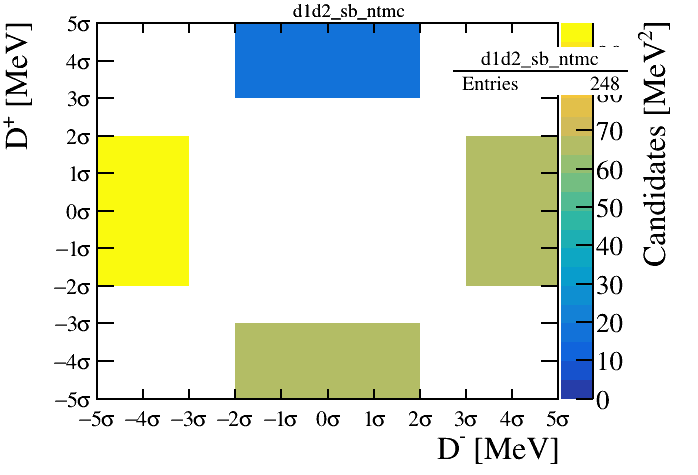 d1d2_sb_ntmc
5σ
4σ
3σ
2σ
1σ
0σ
−1σ
−2σ
−3σ
−4σ
−5σ
D⁺ [MeV]
−5σ −4σ −3σ −2σ −1σ 0σ 1σ 2σ 3σ 4σ 5σ
D⁻ [MeV]
d1d2_sb_ntmc
Entries 248
80
70
60
50
40
30
20
10
0
Candidates [MeV²]